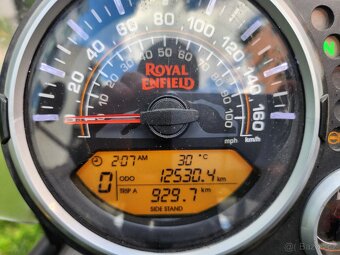 20 40 60 80 100 120 140 160
10 20 30 40 50 60 70 80 90 100
ROYAL
ENFIELD
mph km/h
2:07 AM 30 °C
0 ODO 12530.4 km
TRIP A 929.7 km
SIDE STAND
N